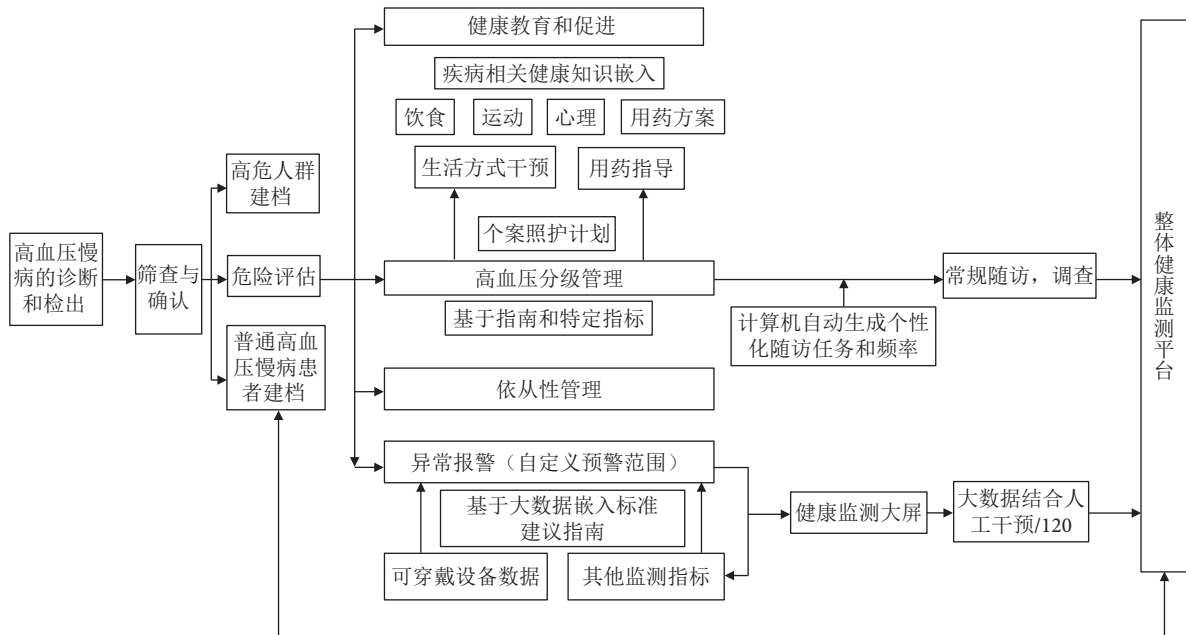 健康教育和促进
疾病相关健康知识嵌入
饮食
运动
心理
用药方案
生活方式干预
用药指导
个案照护计划
高血压慢
病的诊断
和检出
筛查与
确认
高危人群
建档
危险评估
普通高血
压慢病患
者建档
高血压分级管理
基于指南和特定指标
计算机自动生成个性
化随访任务和频率
常规随访，调查
依从性管理
异常报警（自定义预警范围）
基于大数据嵌入标准
建议指南
可穿戴设备数据
其他监测指标
健康监测大屏
大数据结合人
工干预/120
整体健康监测平台